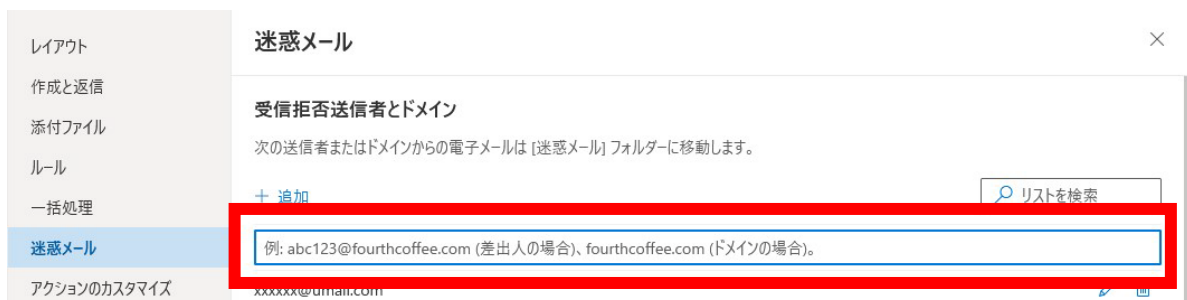 レイアウト
作成と返信
添付ファイル
ルール
一括処理
迷惑メール
アクションのカスタマイズ
迷惑メール
受信拒否送信者とドメイン
次の送信者またはドメインからの電子メールは [迷惑メール] フォルダーに移動します。
追加
リストを検索
例: abc123@fourthcoffee.com (差出人の場合)、fourthcoffee.com (ドメインの場合)。
xxxxxx@umail.com